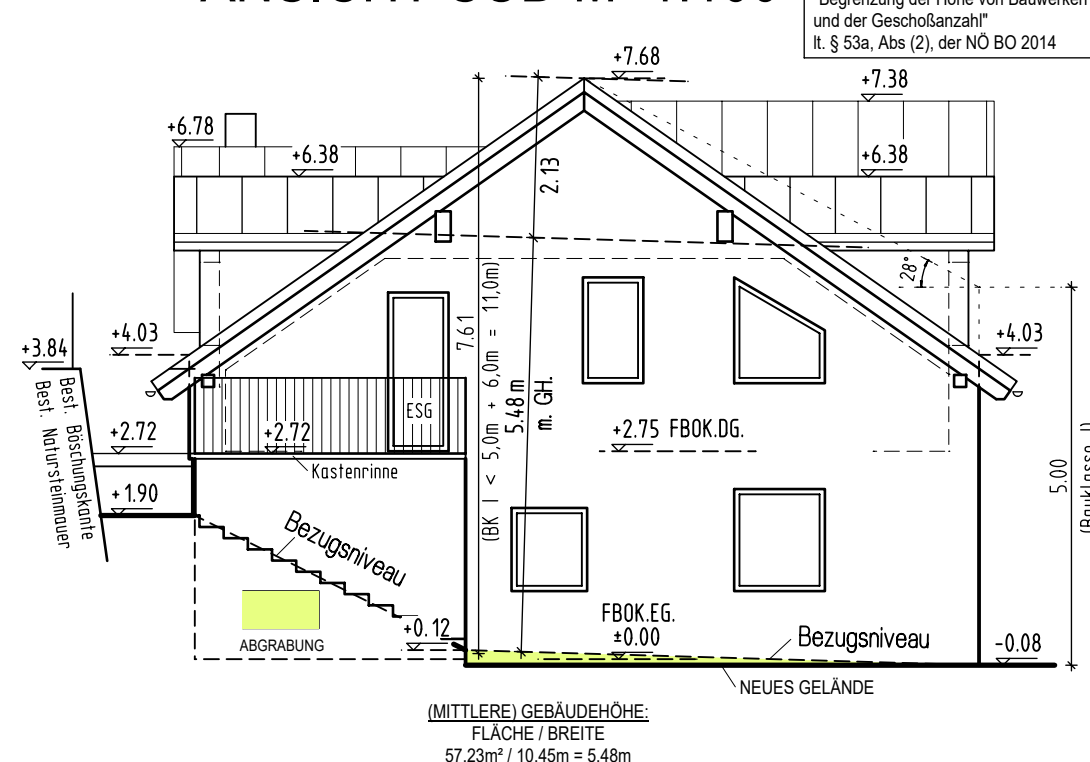 "Begrenzung der Höhe von Bauwerken
und der Geschoßanzahl"
lt. § 53a, Abs (2), der NÖ BO 2014
+7.68
+7.38
+6.78
+6.38
+6.38
2.13
28°
+4.03
+4.03
+3.84
Best. Böschungskante
Best. Natursteinmauer
7.61
(BK I < 5,0m + 6,0m = 11,0m)
5.48 m
m. GH.
ESG
+2.72
+2.72
+2.75 FBOK.DG.
Kastenrinne
5.00
+1.90
Bezugsniveau
ABGRABUNG
+0.12
FBOK.EG.
±0.00
Bezugsniveau
-0.08
NEUES GELÄNDE
(MITTLERE) GEBÄUDEHÖHE:
FLÄCHE / BREITE
57.23m² / 10.45m = 5.48m